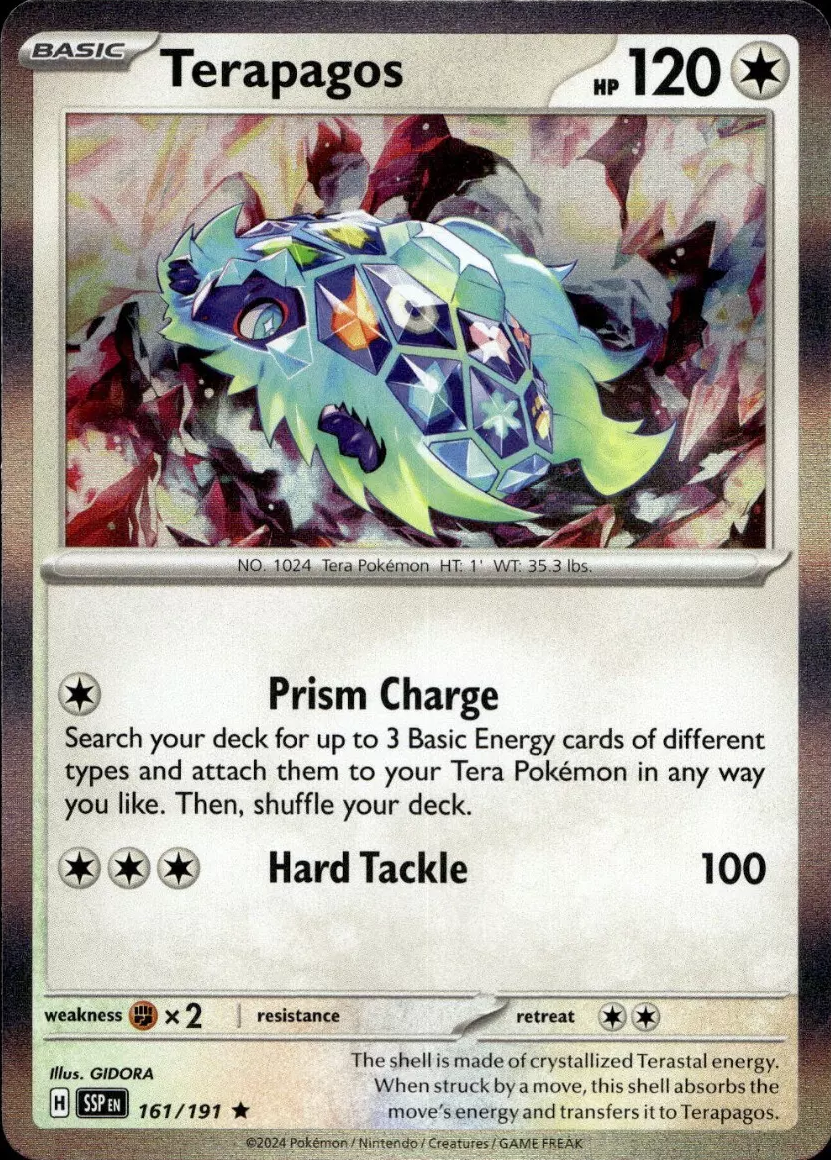 BASIC
Terapagos
HP 120
NO. 1024 Tera Pokémon HT: 1' WT: 35.3 lbs.
Prism Charge
Search your deck for up to 3 Basic Energy cards of different
types and attach them to your Tera Pokémon in any way
you like. Then, shuffle your deck.
Hard Tackle 100
weakness ×2 resistance retreat
The shell is made of crystallized Terastal energy.
When struck by a move, this shell absorbs the
move's energy and transfers it to Terapagos.
Illus. GIDORA
H SSP EN 161/191 ★
©2024 Pokémon / Nintendo / Creatures / GAME FREAK